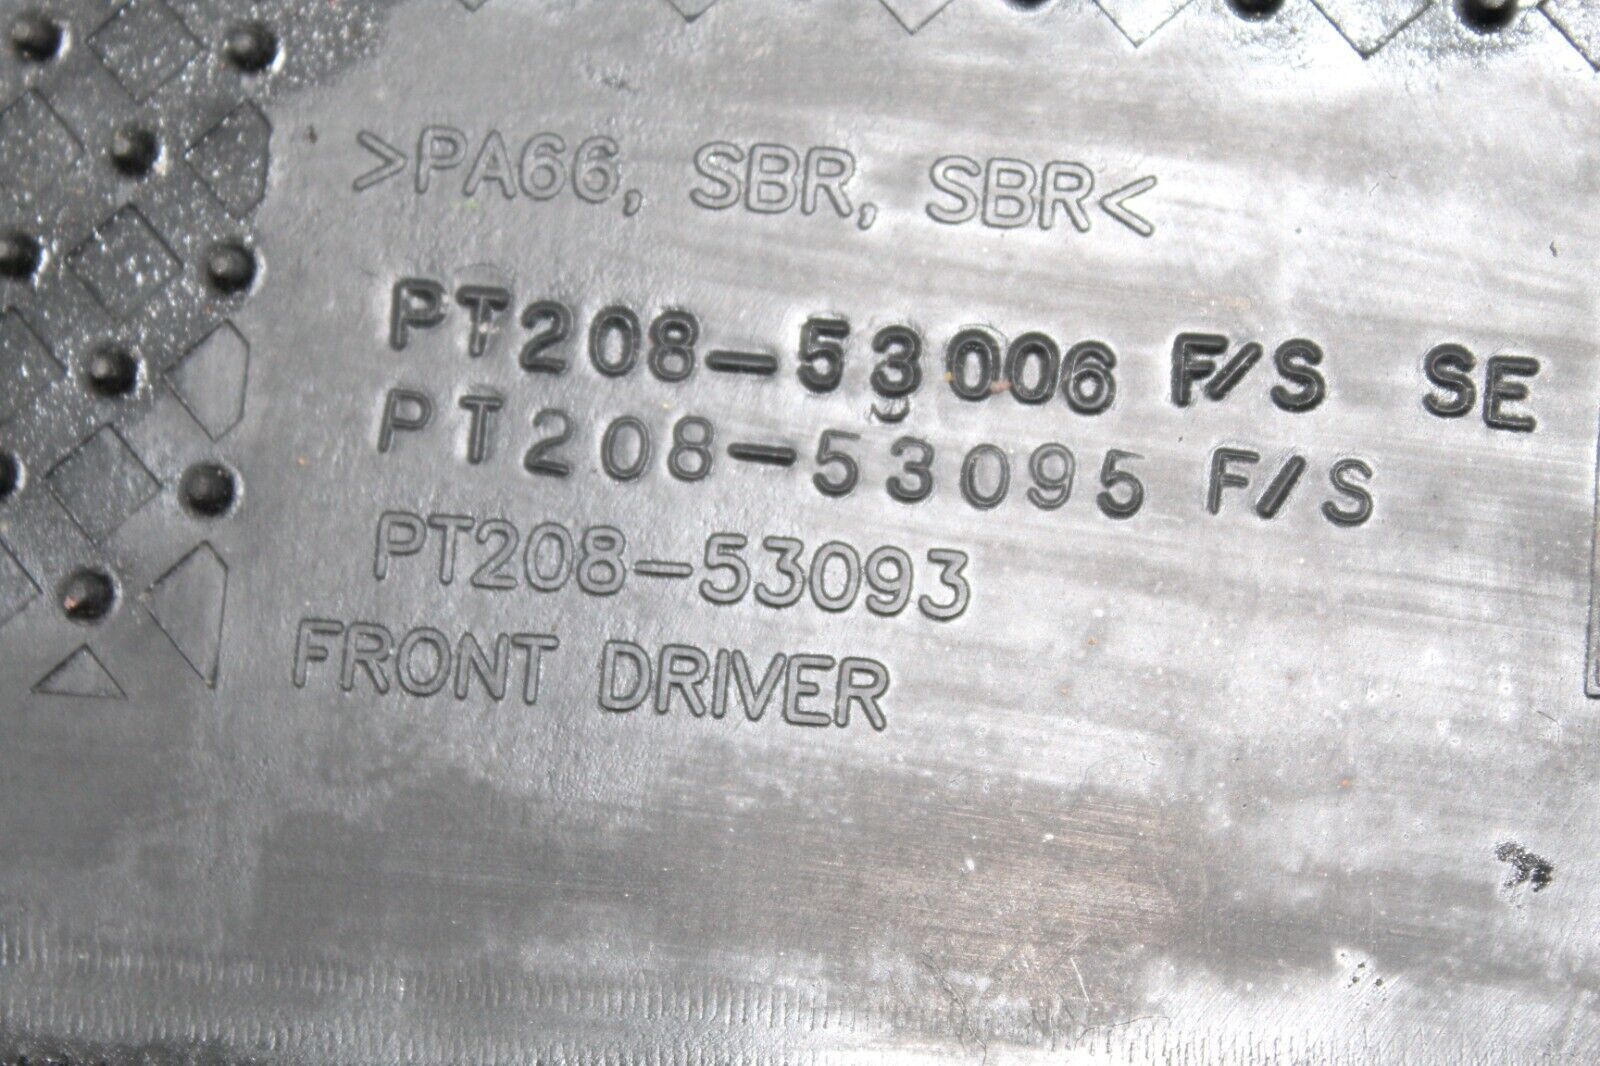 >PA66, SBR, SBR<
PT208-53006 F/S SE
PT208-53095 F/S
PT208-53093
FRONT DRIVER